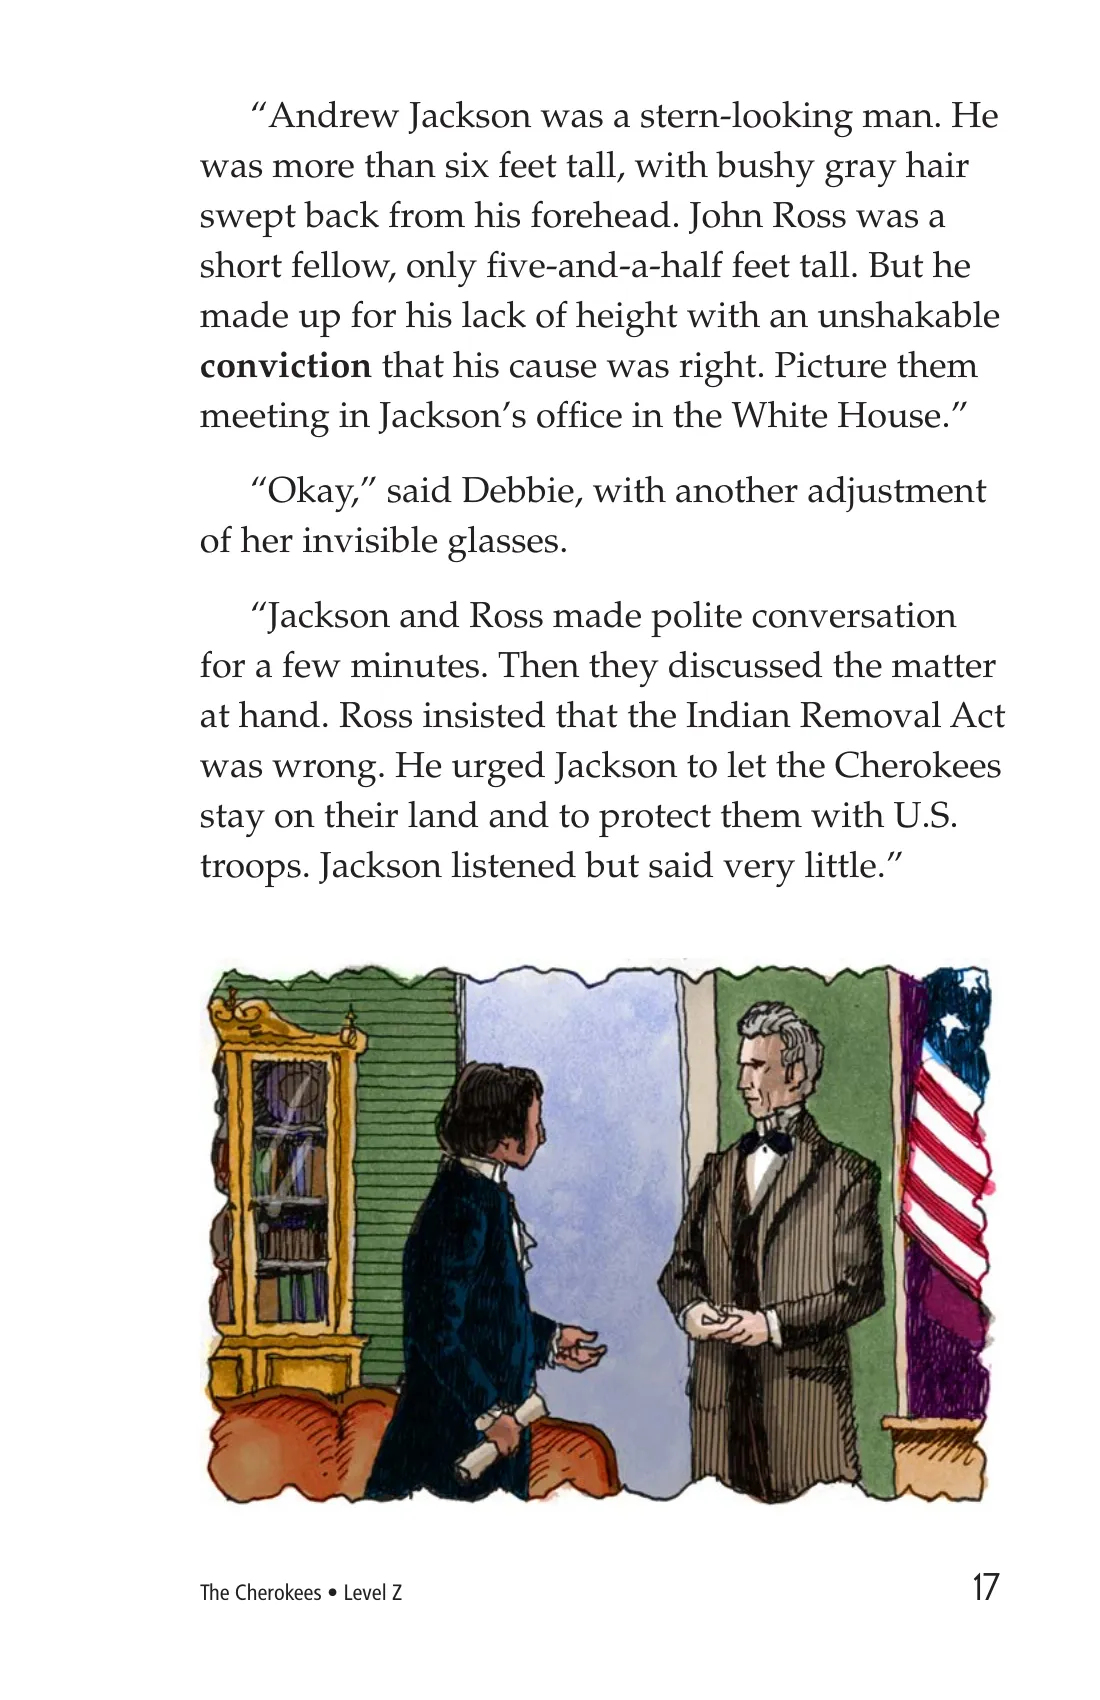 “Andrew Jackson was a stern-looking man. He
was more than six feet tall, with bushy gray hair
swept back from his forehead. John Ross was a
short fellow, only five-and-a-half feet tall. But he
made up for his lack of height with an unshakable
conviction that his cause was right. Picture them
meeting in Jackson’s office in the White House.”
“Okay,” said Debbie, with another adjustment
of her invisible glasses.
“Jackson and Ross made polite conversation
for a few minutes. Then they discussed the matter
at hand. Ross insisted that the Indian Removal Act
was wrong. He urged Jackson to let the Cherokees
stay on their land and to protect them with U.S.
troops. Jackson listened but said very little.”
The Cherokees • Level Z 17